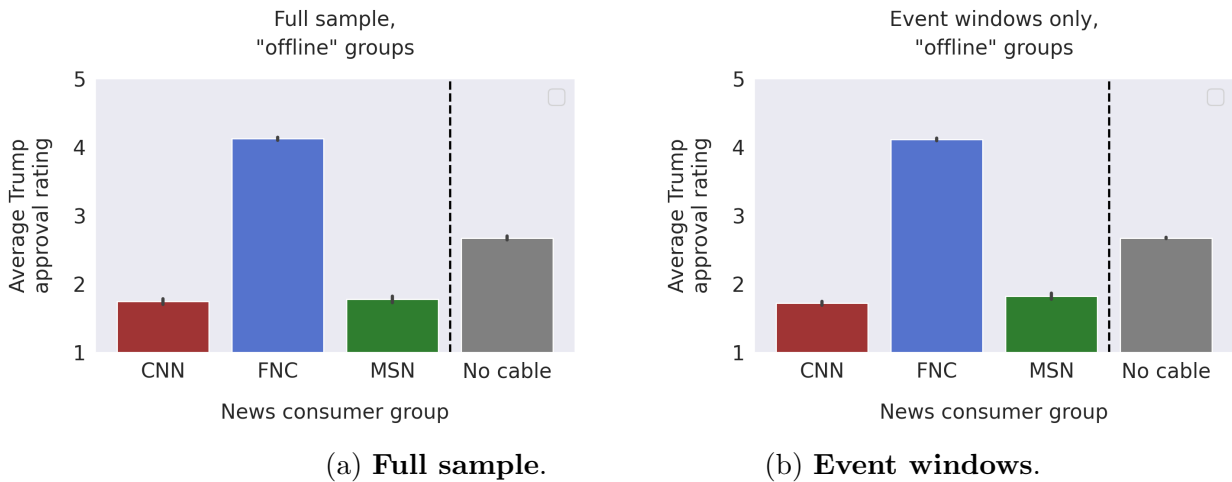 Full sample,
"offline" groups
Average Trump
approval rating
5
4
3
2
1
CNN FNC MSN No cable
News consumer group
(a) Full sample.
Event windows only,
"offline" groups
Average Trump
approval rating
5
4
3
2
1
CNN FNC MSN No cable
News consumer group
(b) Event windows.